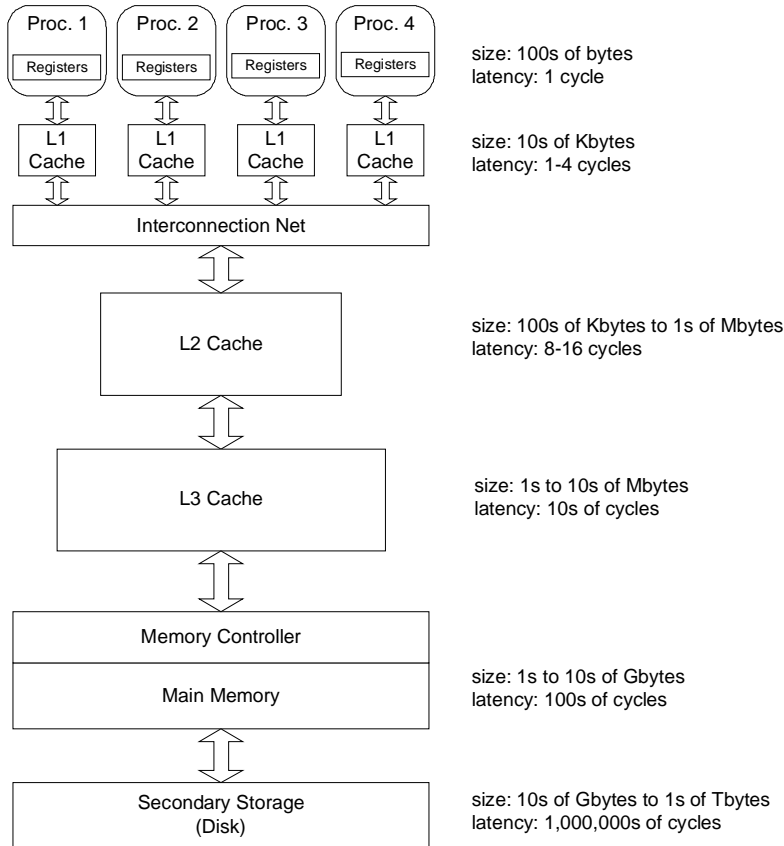 Proc. 1
Proc. 2
Proc. 3
Proc. 4
Registers
Registers
Registers
Registers
size: 100s of bytes
latency: 1 cycle
L1
Cache
L1
Cache
L1
Cache
L1
Cache
size: 10s of Kbytes
latency: 1-4 cycles
Interconnection Net
L2 Cache
size: 100s of Kbytes to 1s of Mbytes
latency: 8-16 cycles
L3 Cache
size: 1s to 10s of Mbytes
latency: 10s of cycles
Memory Controller
Main Memory
size: 1s to 10s of Gbytes
latency: 100s of cycles
Secondary Storage
(Disk)
size: 10s of Gbytes to 1s of Tbytes
latency: 1,000,000s of cycles